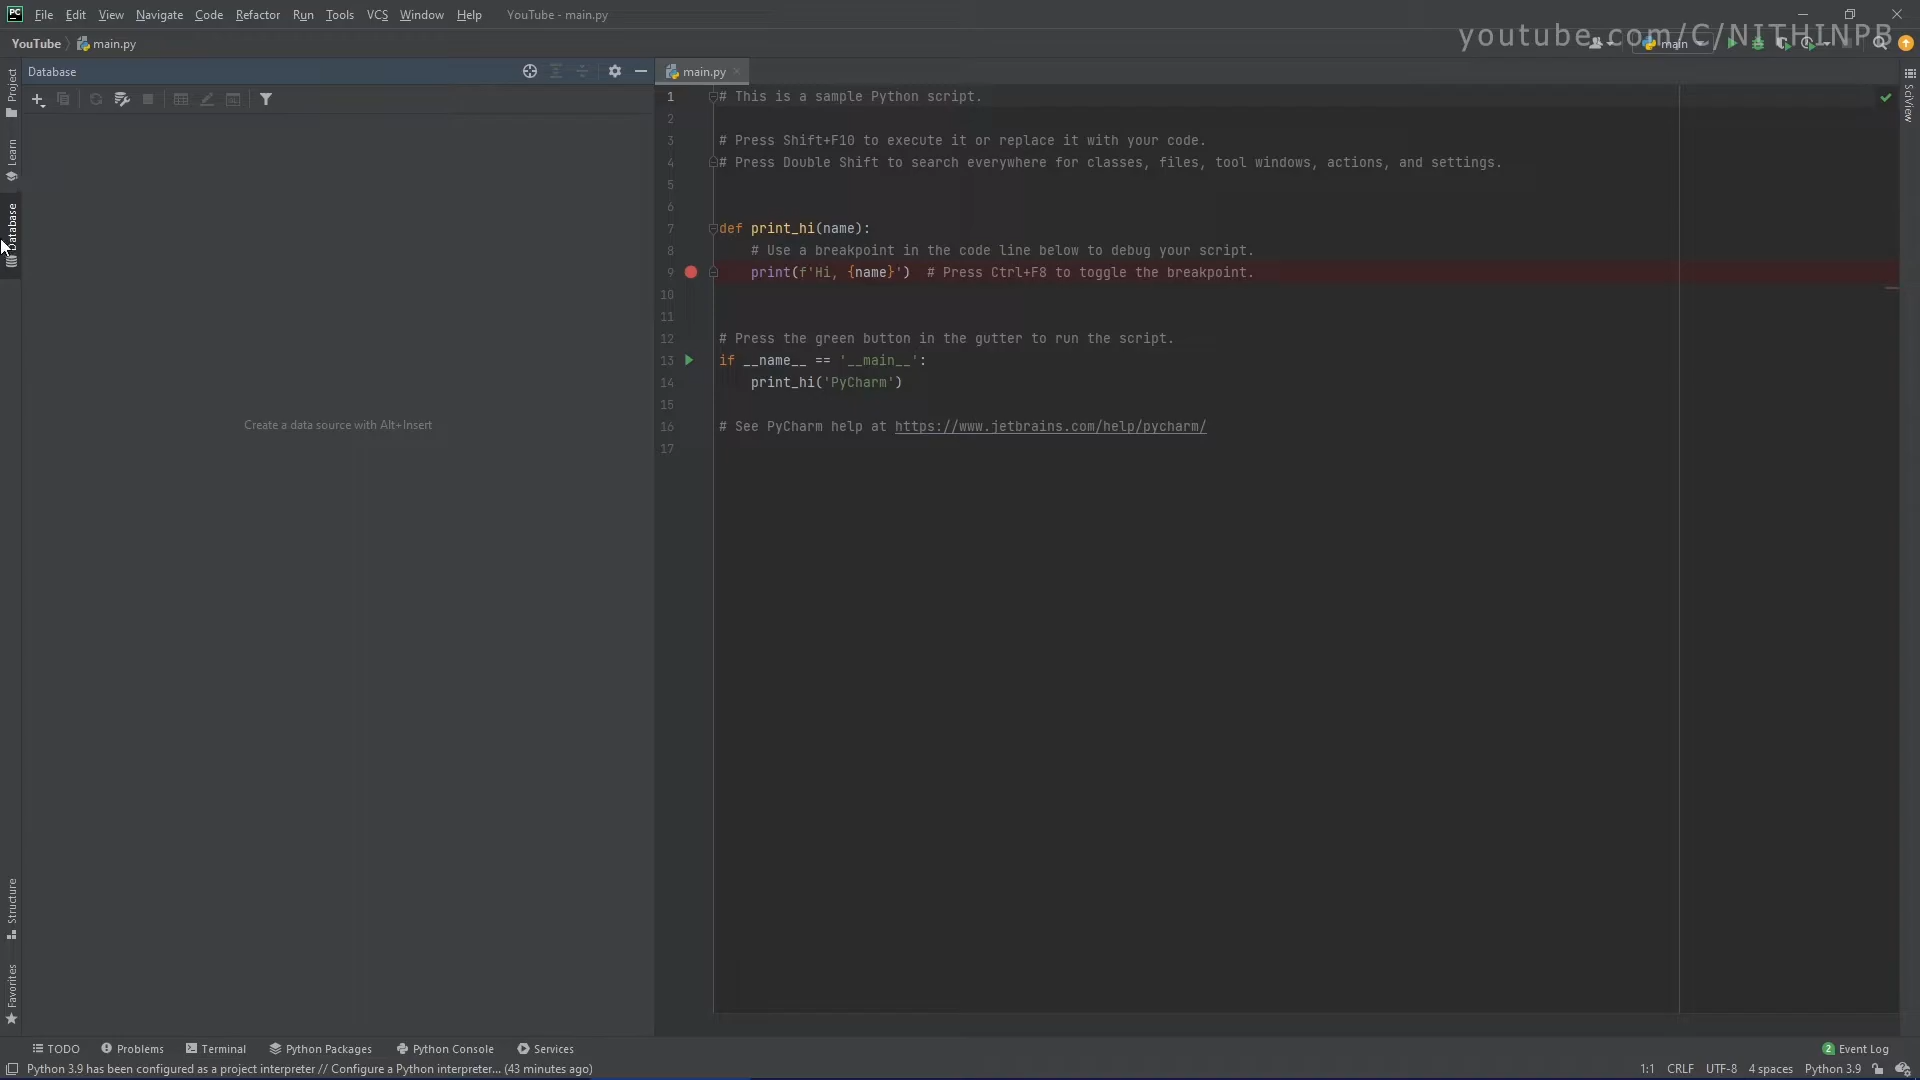 PC File Edit View Navigate Code Refactor Run Tools VCS Window Help YouTube - main.py
youtube.com/C/NITHINPB
YouTube main.py
main
Database
main.py
Project
Learn
Database
Structure
Favorites
SciView
Create a data source with Alt+Insert
1 # This is a sample Python script.
2
3 # Press Shift+F10 to execute it or replace it with your code.
4 # Press Double Shift to search everywhere for classes, files, tool windows, actions, and settings.
5
6
7 def print_hi(name):
8 # Use a breakpoint in the code line below to debug your script.
9 print(f'Hi, {name}') # Press Ctrl+F8 to toggle the breakpoint.
10
11
12 # Press the green button in the gutter to run the script.
13 if __name__ == '__main__':
14 print_hi('PyCharm')
15
16 # See PyCharm help at https://www.jetbrains.com/help/pycharm/
17
TODO Problems Terminal Python Packages Python Console Services 2 Event Log
Python 3.9 has been configured as a project interpreter // Configure a Python interpreter... (43 minutes ago) 1:1 CRLF UTF-8 4 spaces Python 3.9